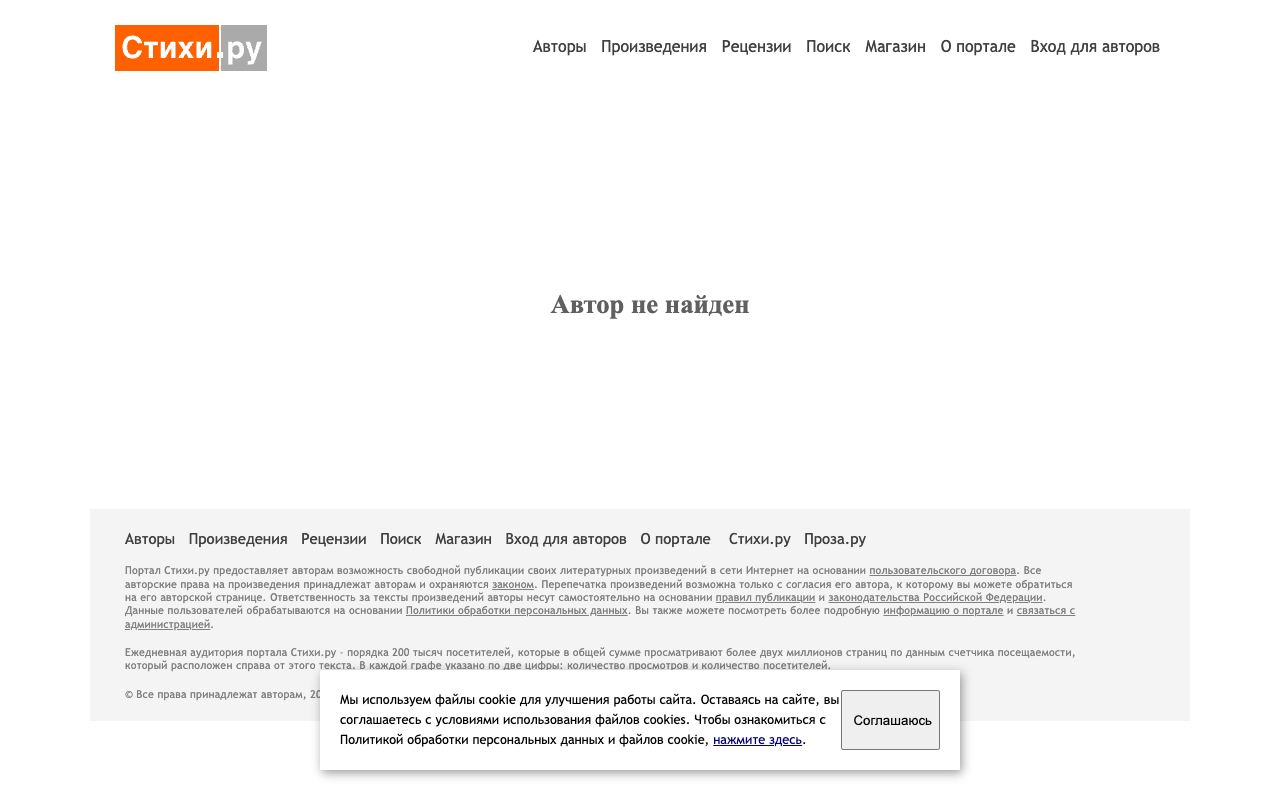 Стихи.ру
Авторы Произведения Рецензии Поиск Магазин О портале Вход для авторов
Автор не найден
Авторы Произведения Рецензии Поиск Магазин Вход для авторов О портале Стихи.ру Проза.ру
Портал Стихи.ру предоставляет авторам возможность свободной публикации своих литературных произведений в сети Интернет на основании пользовательского договора. Все
авторские права на произведения принадлежат авторам и охраняются законом. Перепечатка произведений возможна только с согласия его автора, к которому вы можете обратиться
на его авторской странице. Ответственность за тексты произведений авторы несут самостоятельно на основании правил публикации и законодательства Российской Федерации.
Данные пользователей обрабатываются на основании Политики обработки персональных данных. Вы также можете посмотреть более подробную информацию о портале и связаться с
администрацией.
Ежедневная аудитория портала Стихи.ру – порядка 200 тысяч посетителей, которые в общей сумме просматривают более двух миллионов страниц по данным счетчика посещаемости,
который расположен справа от этого текста. В каждой графе указано по две цифры: количество просмотров и количество посетителей.
© Все права принадлежат авторам, 20
Мы используем файлы cookie для улучшения работы сайта. Оставаясь на сайте, вы
соглашаетесь с условиями использования файлов cookies. Чтобы ознакомиться с
Политикой обработки персональных данных и файлов cookie, нажмите здесь.
Соглашаюсь